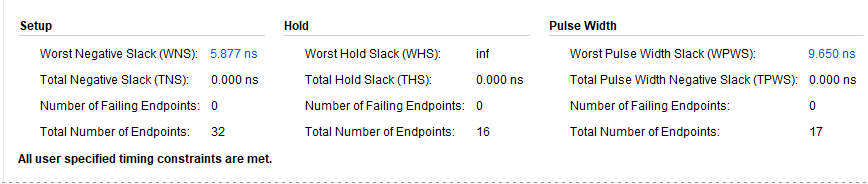 Setup Hold Pulse Width
Worst Negative Slack (WNS): 5.877 ns Worst Hold Slack (WHS): inf Worst Pulse Width Slack (WPWS): 9.650 ns
Total Negative Slack (TNS): 0.000 ns Total Hold Slack (THS): 0.000 ns Total Pulse Width Negative Slack (TPWS): 0.000 ns
Number of Failing Endpoints: 0 Number of Failing Endpoints: 0 Number of Failing Endpoints: 0
Total Number of Endpoints: 32 Total Number of Endpoints: 16 Total Number of Endpoints: 17
All user specified timing constraints are met.